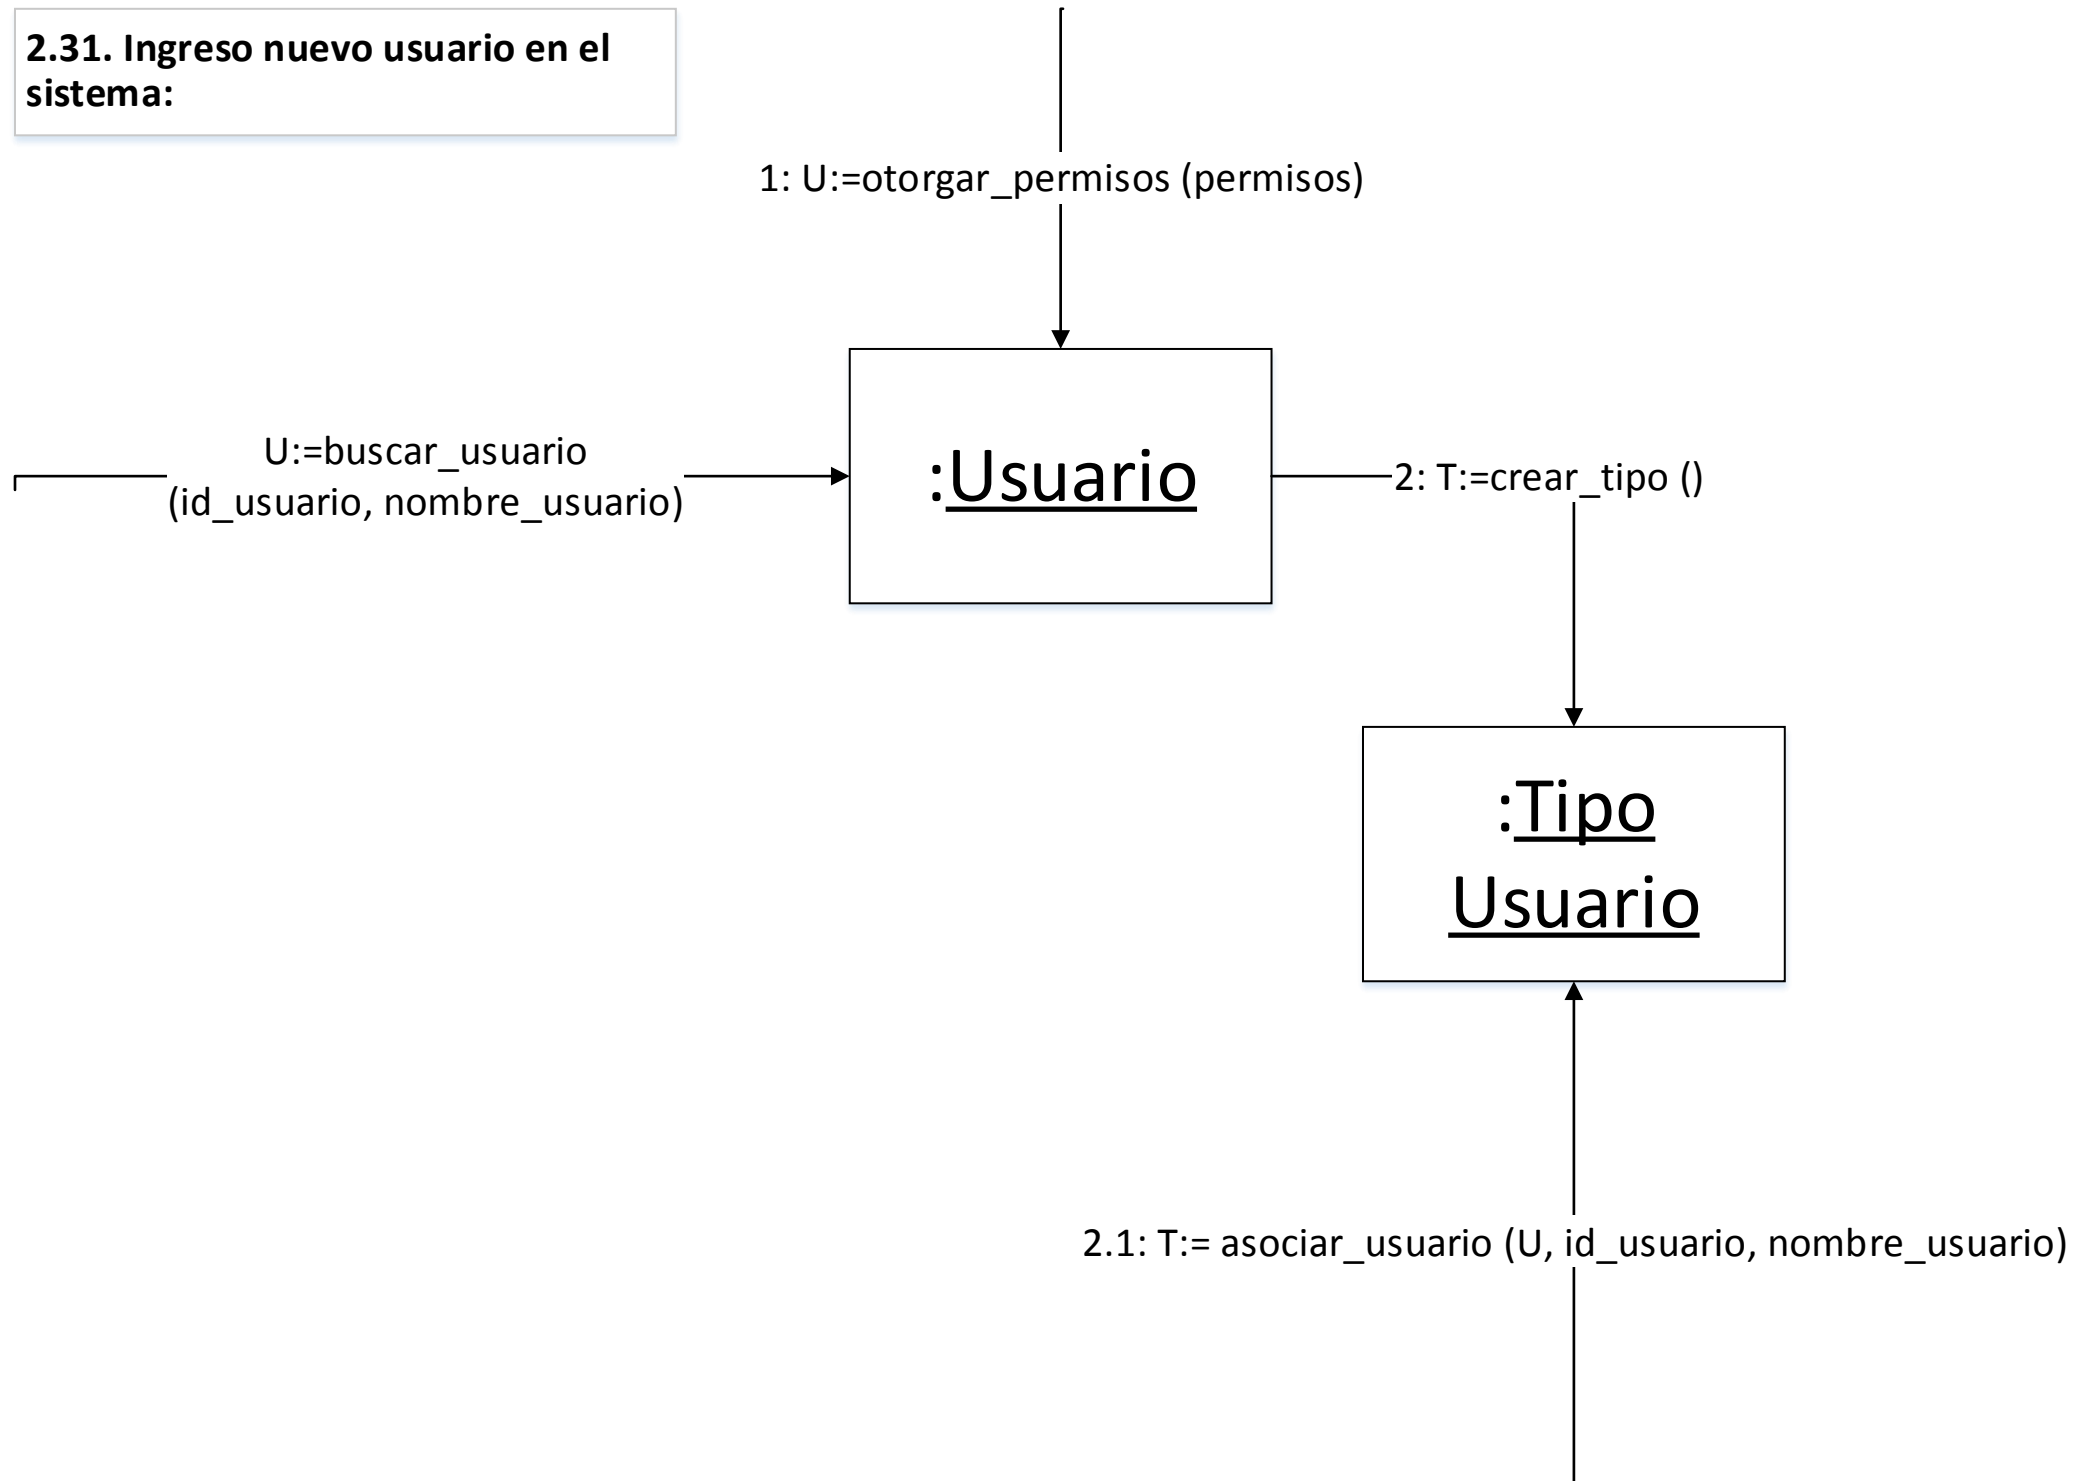 2.31. Ingreso nuevo usuario en el
sistema:
1: U:=otorgar_permisos (permisos)
U:=buscar_usuario
(id_usuario, nombre_usuario)
:Usuario
2: T:=crear_tipo ()
:Tipo
Usuario
2.1: T:= asociar_usuario (U, id_usuario, nombre_usuario)